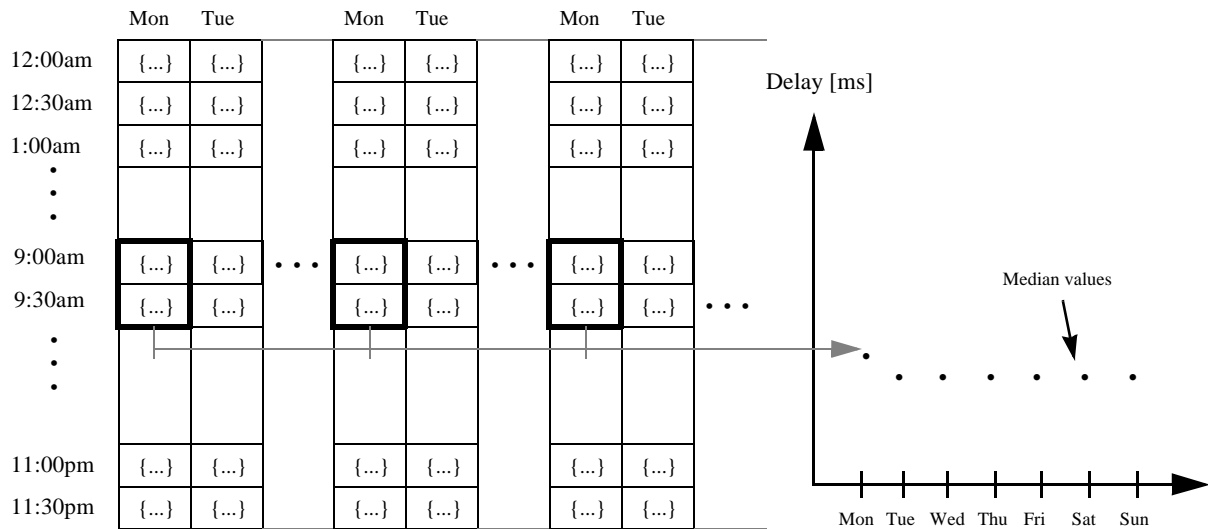 Mon Tue Mon Tue Mon Tue
12:00am {...} {...} {...} {...} {...} {...}
12:30am {...} {...} {...} {...} {...} {...}
1:00am {...} {...} {...} {...} {...} {...}
9:00am {...} {...} {...} {...} {...} {...}
9:30am {...} {...} {...} {...} {...} {...}
11:00pm {...} {...} {...} {...} {...} {...}
11:30pm {...} {...} {...} {...} {...} {...}
Delay [ms]
Median values
Mon Tue Wed Thu Fri Sat Sun